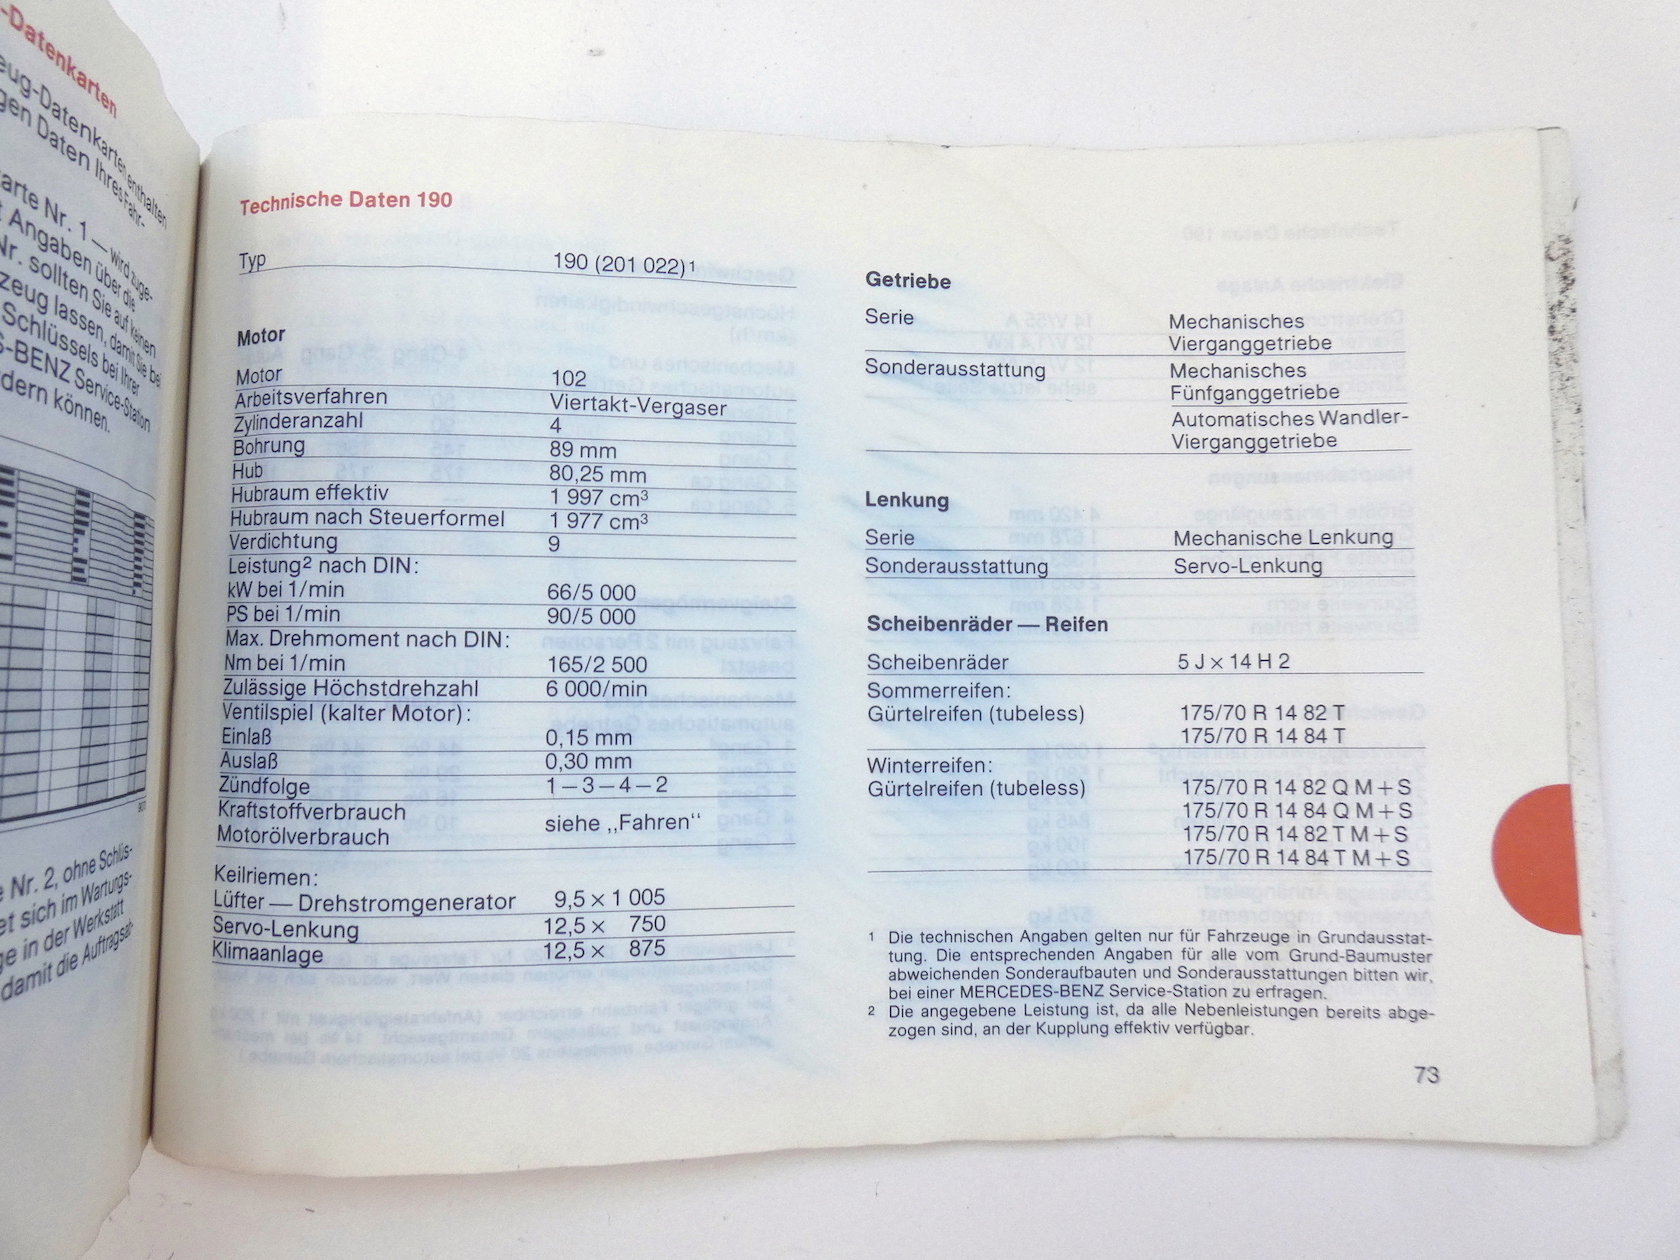 -Datenkarten
eug-Datenkarten enthalten
gen Daten Ihres Fahr-
arte Nr. 1 — wird zuge-
t Angaben über die
Nr. sollten Sie auf keinen
zeug lassen, damit Sie bei
Schlüssels bei Ihrer
S-BENZ Service-Station
dern können.
e Nr. 2, ohne Schlüs-
et sich im Wartungs-
ge in der Werkstatt
damit die Auftragsab-
Technische Daten 190
Typ 190 (201 022)¹
Motor
Motor 102
Arbeitsverfahren Viertakt-Vergaser
Zylinderanzahl 4
Bohrung 89 mm
Hub 80,25 mm
Hubraum effektiv 1 997 cm³
Hubraum nach Steuerformel 1 977 cm³
Verdichtung 9
Leistung² nach DIN:
kW bei 1/min 66/5 000
PS bei 1/min 90/5 000
Max. Drehmoment nach DIN:
Nm bei 1/min 165/2 500
Zulässige Höchstdrehzahl 6 000/min
Ventilspiel (kalter Motor):
Einlaß 0,15 mm
Auslaß 0,30 mm
Zündfolge 1 – 3 – 4 – 2
Kraftstoffverbrauch
Motorölverbrauch siehe ,,Fahren“
Keilriemen:
Lüfter — Drehstromgenerator 9,5 × 1 005
Servo-Lenkung 12,5 × 750
Klimaanlage 12,5 × 875
Getriebe
Serie Mechanisches
Vierganggetriebe
Sonderausstattung Mechanisches
Fünfganggetriebe
Automatisches Wandler-
Vierganggetriebe
Lenkung
Serie Mechanische Lenkung
Sonderausstattung Servo-Lenkung
Scheibenräder — Reifen
Scheibenräder 5 J × 14 H 2
Sommerreifen:
Gürtelreifen (tubeless) 175/70 R 14 82 T
175/70 R 14 84 T
Winterreifen:
Gürtelreifen (tubeless) 175/70 R 14 82 Q M + S
175/70 R 14 84 Q M + S
175/70 R 14 82 T M + S
175/70 R 14 84 T M + S
¹ Die technischen Angaben gelten nur für Fahrzeuge in Grundausstat-
tung. Die entsprechenden Angaben für alle vom Grund-Baumuster
abweichenden Sonderaufbauten und Sonderausstattungen bitten wir,
bei einer MERCEDES-BENZ Service-Station zu erfragen.
² Die angegebene Leistung ist, da alle Nebenleistungen bereits abge-
zogen sind, an der Kupplung effektiv verfügbar.
73